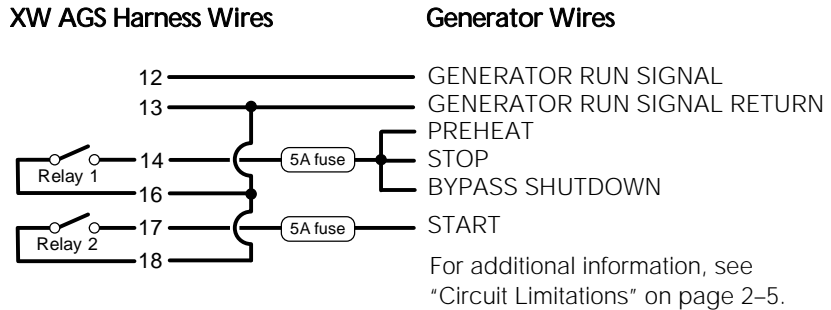 XW AGS Harness Wires Generator Wires
12 GENERATOR RUN SIGNAL
13 GENERATOR RUN SIGNAL RETURN
PREHEAT
14 5A fuse STOP
Relay 1
16 BYPASS SHUTDOWN
17 5A fuse START
Relay 2
18
For additional information, see
"Circuit Limitations" on page 2–5.